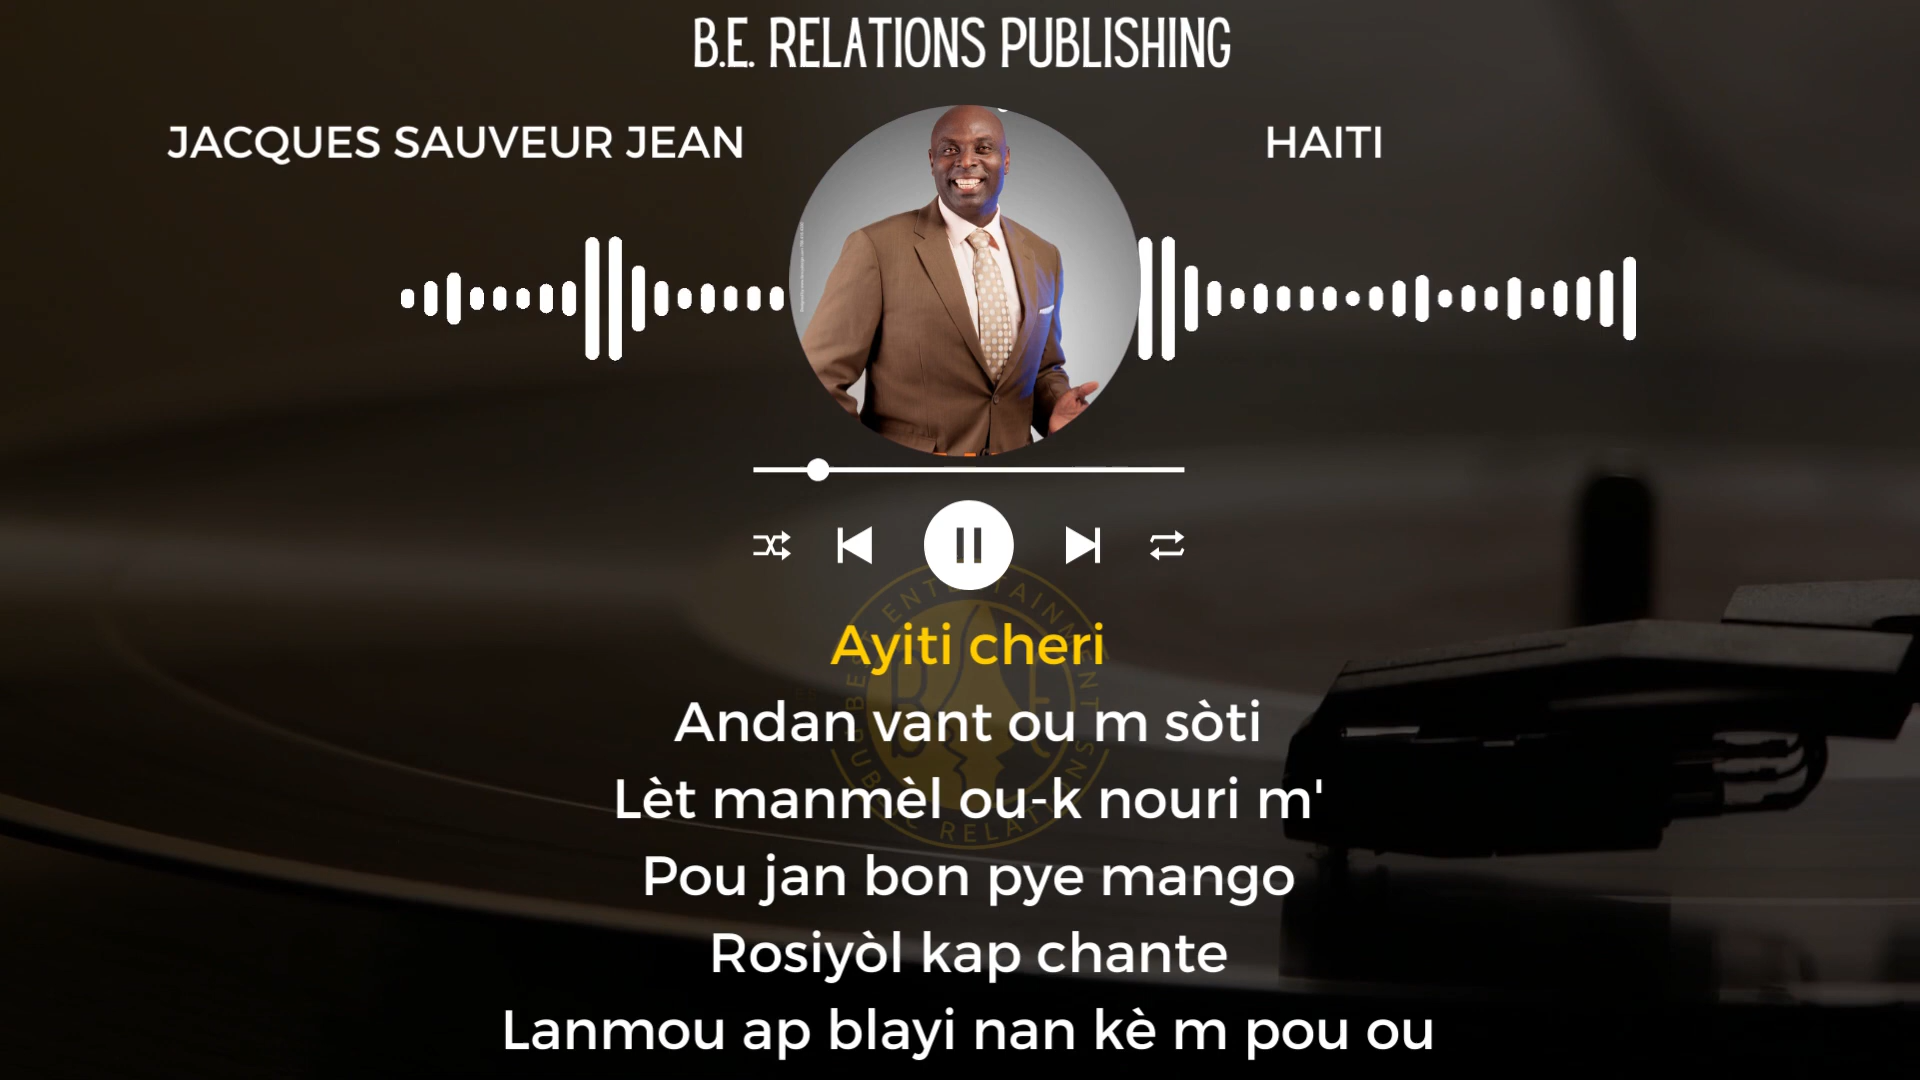 B.E. RELATIONS PUBLISHING
JACQUES SAUVEUR JEAN
HAITI
Ayiti cheri
Andan vant ou m sòti
Lèt manmèl ou-k nouri m'
Pou jan bon pye mango
Rosiyòl kap chante
Lanmou ap blayi nan kè m pou ou